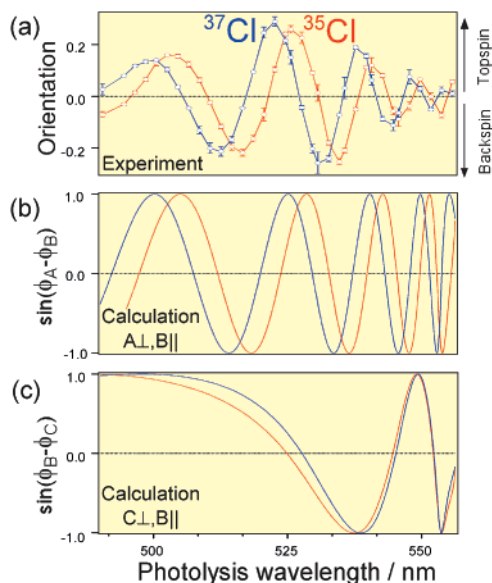 (a)
37Cl 35Cl
0.2
0.0
-0.2
Orientation
Experiment
Topspin
Backspin
(b)
1.0
0.0
-1.0
sin(ϕA-ϕB)
Calculation
A⊥,B||
(c)
1.0
0.0
-1.0
sin(ϕB-ϕC)
Calculation
C⊥,B||
500 525 550
Photolysis wavelength / nm